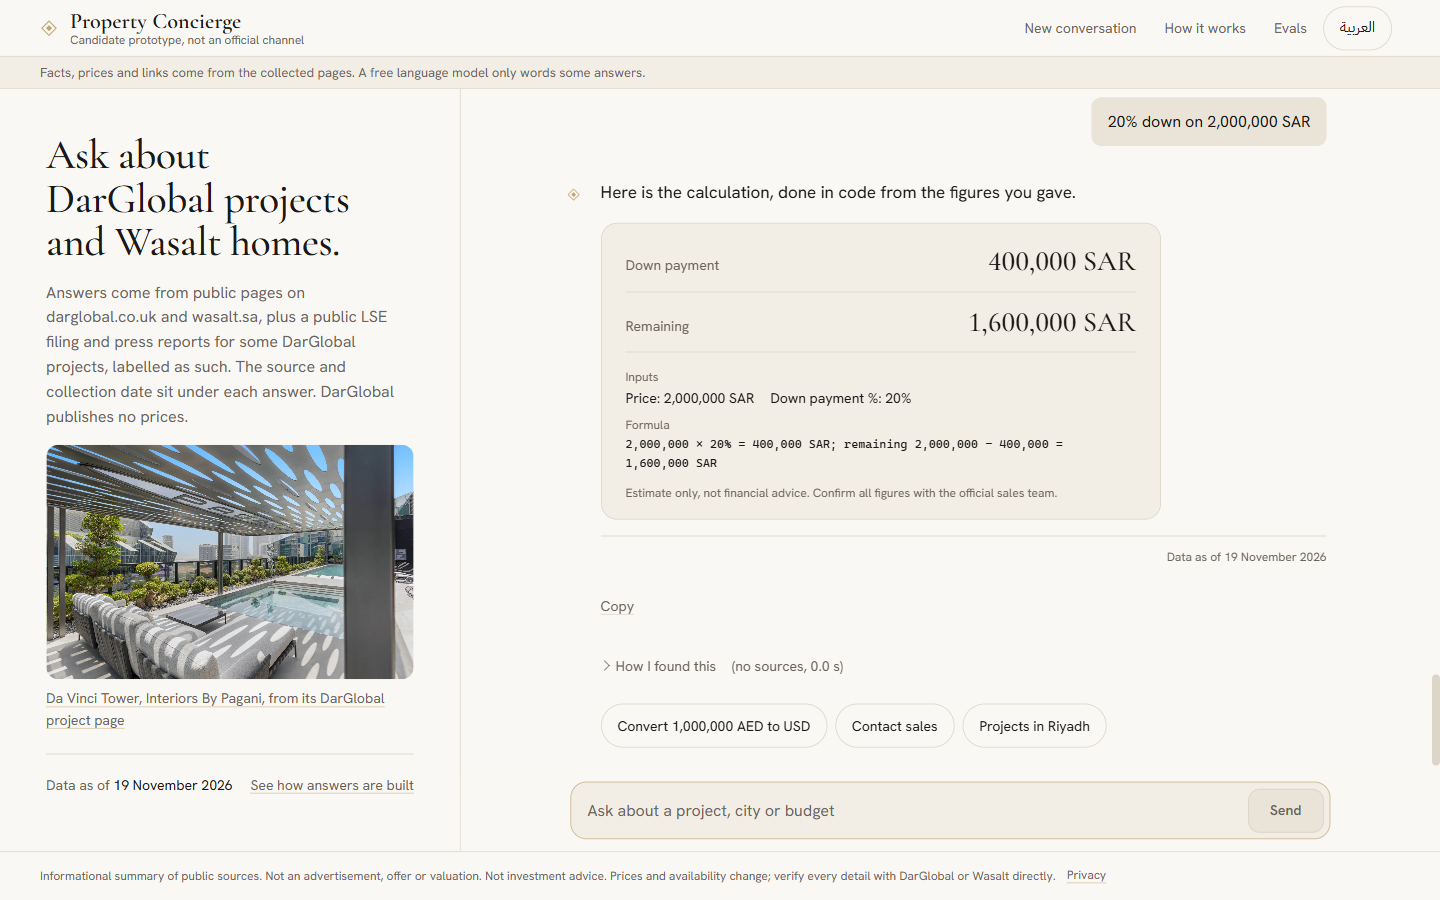 Property Concierge
Candidate prototype, not an official channel
New conversation
How it works
Evals
العربية
Facts, prices and links come from the collected pages. A free language model only words some answers.
Ask about
DarGlobal projects
and Wasalt homes.
Answers come from public pages on
darglobal.co.uk and wasalt.sa, plus a public LSE
filing and press reports for some DarGlobal
projects, labelled as such. The source and
collection date sit under each answer. DarGlobal
publishes no prices.
Da Vinci Tower, Interiors By Pagani, from its DarGlobal
project page
Data as of 19 November 2026
See how answers are built
20% down on 2,000,000 SAR
Here is the calculation, done in code from the figures you gave.
Down payment
400,000 SAR
Remaining
1,600,000 SAR
Inputs
Price: 2,000,000 SAR Down payment %: 20%
Formula
2,000,000 × 20% = 400,000 SAR; remaining 2,000,000 − 400,000 =
1,600,000 SAR
Estimate only, not financial advice. Confirm all figures with the official sales team.
Data as of 19 November 2026
Copy
How I found this (no sources, 0.0 s)
Convert 1,000,000 AED to USD
Contact sales
Projects in Riyadh
Ask about a project, city or budget
Send
Informational summary of public sources. Not an advertisement, offer or valuation. Not investment advice. Prices and availability change; verify every detail with DarGlobal or Wasalt directly.
Privacy